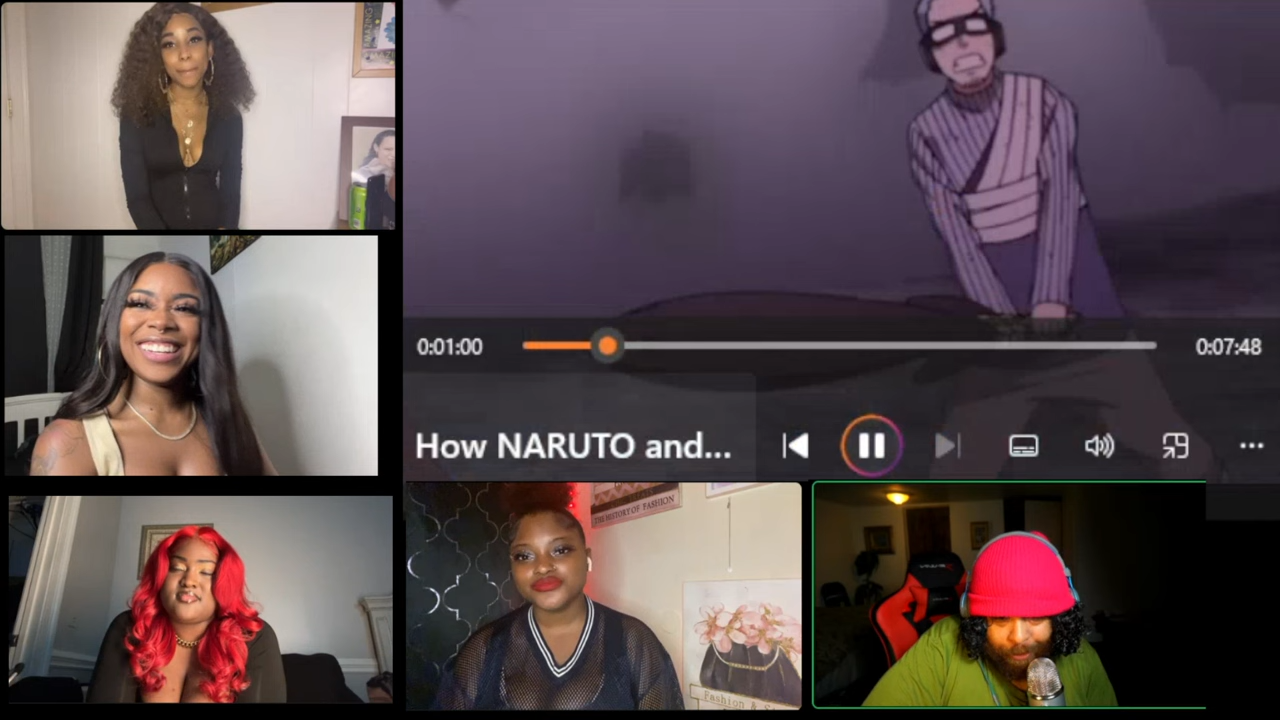 0:01:00
0:07:48
How NARUTO and...
THE HISTORY OF FASHION
Fashion & S